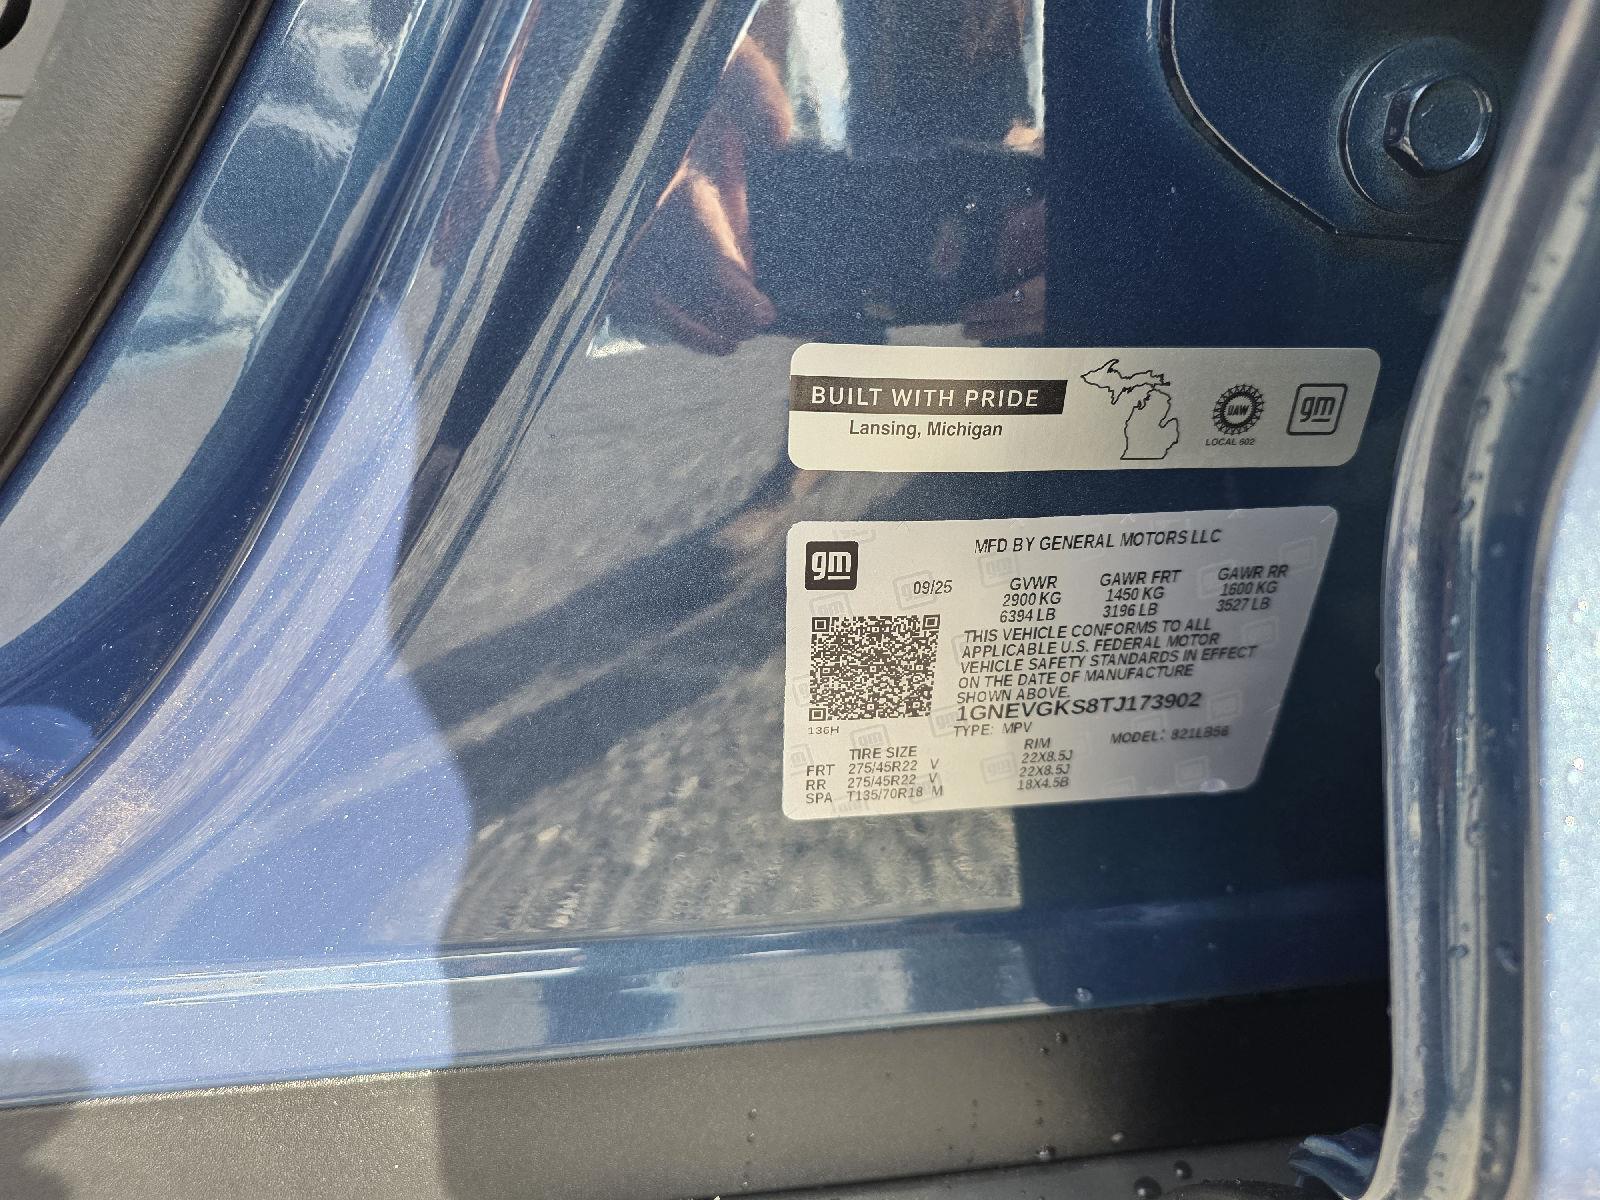 BUILT WITH PRIDE
Lansing, Michigan
UAW
LOCAL 602
gm
gm
MFD BY GENERAL MOTORS LLC
09/25
GVWR GAWR FRT GAWR RR
2900 KG 1450 KG 1600 KG
6394 LB 3196 LB 3527 LB
THIS VEHICLE CONFORMS TO ALL
APPLICABLE U.S. FEDERAL MOTOR
VEHICLE SAFETY STANDARDS IN EFFECT
ON THE DATE OF MANUFACTURE
SHOWN ABOVE.
1GNEVGKS8TJ173902
136H
TYPE: MPV MODEL: 821LB56
TIRE SIZE RIM
FRT 275/45R22 V 22X8.5J
RR 275/45R22 V 22X8.5J
SPA T135/70R18 M 18X4.5B